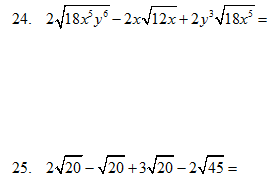 24. 2√(18x⁵y⁶) − 2x√(12x) + 2y³√(18x⁵) =
25. 2√20 − √20 + 3√20 − 2√45 =